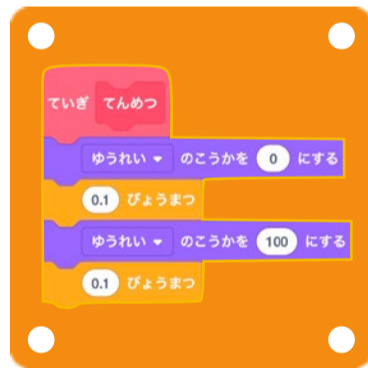 ていぎ てんめつ
ゆうれい のこうかを 0 にする
0.1 びょうまつ
ゆうれい のこうかを 100 にする
0.1 びょうまつ